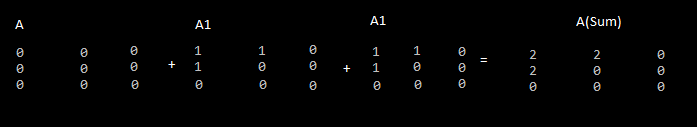 A A1 A1 A(Sum)
0 0 0 1 1 0 1 1 0 2 2 0
0 0 0 + 1 0 0 + 1 0 0 = 2 0 0
0 0 0 0 0 0 0 0 0 0 0 0